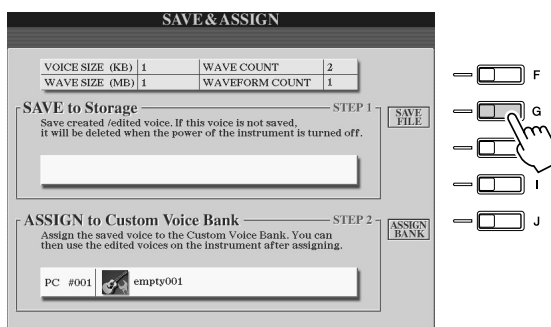 SAVE & ASSIGN
VOICE SIZE (KB) 1 WAVE COUNT 2
WAVE SIZE (MB) 1 WAVEFORM COUNT 1
SAVE to Storage STEP 1
Save created /edited voice. If this voice is not saved,
it will be deleted when the power of the instrument is turned off.
SAVE
FILE
ASSIGN to Custom Voice Bank STEP 2
Assign the saved voice to the Custom Voice Bank. You can
then use the edited voices on the instrument after assigning.
ASSIGN
BANK
PC #001 empty001
F
G
I
J